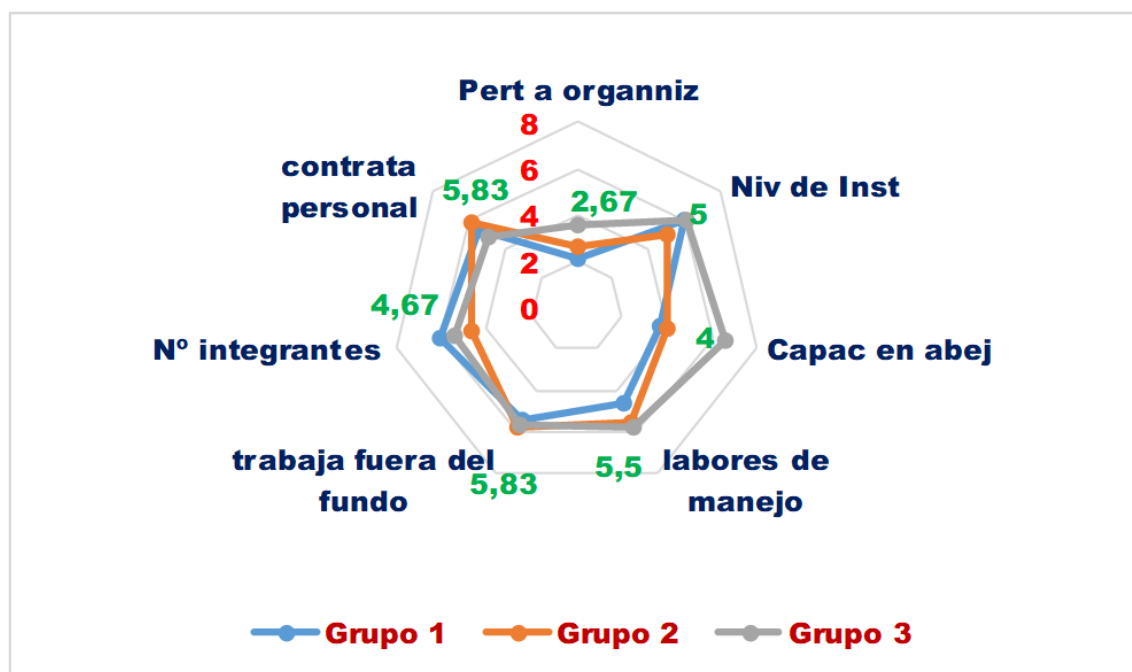 Pert a organniz
8
contrata
personal
5,83
6
2,67
Niv de Inst
4
5
2
4,67
0
Nº integrantes
4
Capac en abej
trabaja fuera del
fundo
5,83
5,5
labores de
manejo
Grupo 1
Grupo 2
Grupo 3